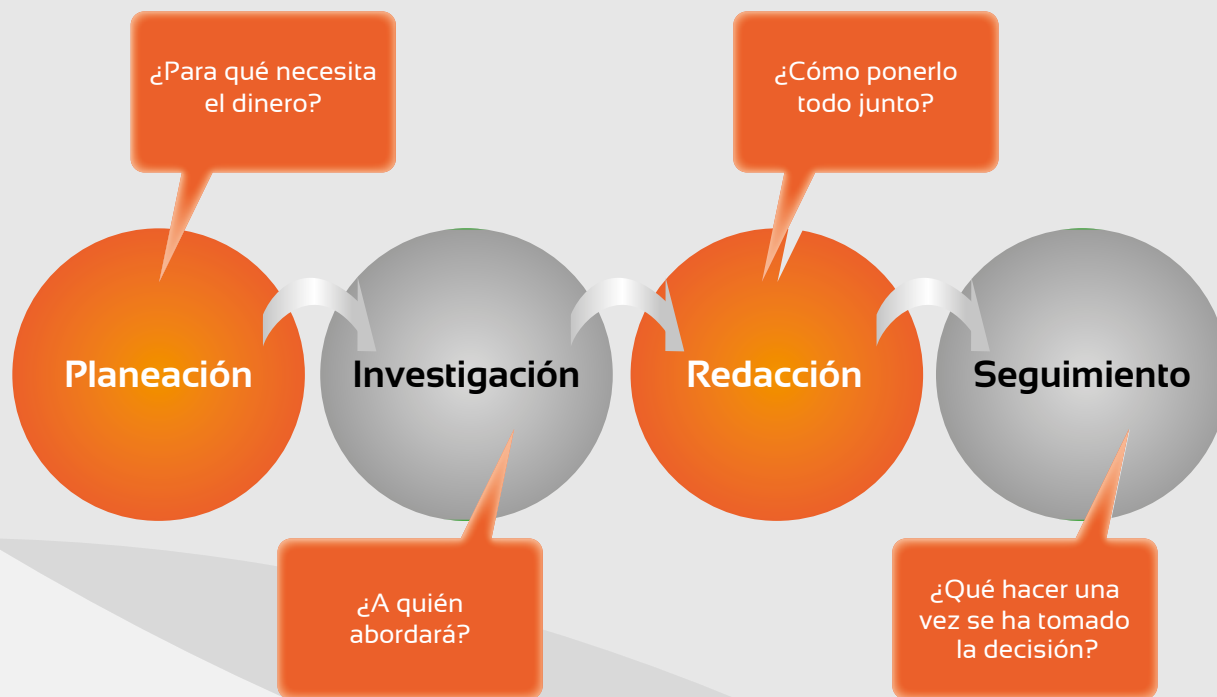 ¿Para qué necesita
el dinero?
¿Cómo ponerlo
todo junto?
Planeación
Investigación
Redacción
Seguimiento
¿A quién
abordará?
¿Qué hacer una
vez se ha tomado
la decisión?